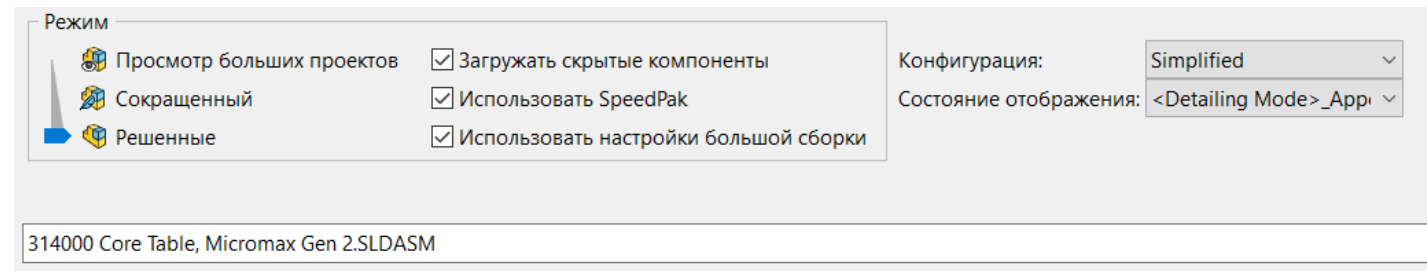 Режим
Просмотр больших проектов
Сокращенный
Решенные
Загружать скрытые компоненты
Использовать SpeedPak
Использовать настройки большой сборки
Конфигурация: Simplified
Состояние отображения: <Detailing Mode>_App
314000 Core Table, Micromax Gen 2.SLDASM